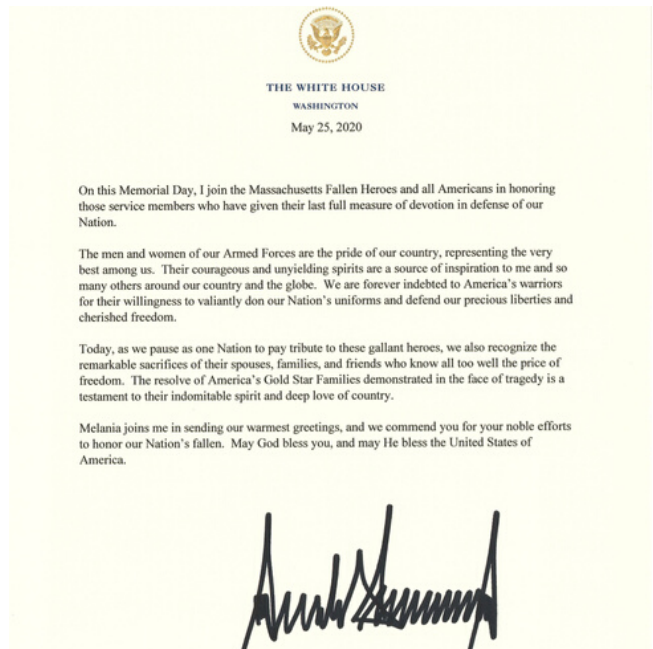 THE WHITE HOUSE
WASHINGTON
May 25, 2020
On this Memorial Day, I join the Massachusetts Fallen Heroes and all Americans in honoring
those service members who have given their last full measure of devotion in defense of our
Nation.
The men and women of our Armed Forces are the pride of our country, representing the very
best among us.  Their courageous and unyielding spirits are a source of inspiration to me and so
many others around our country and the globe.  We are forever indebted to America's warriors
for their willingness to valiantly don our Nation's uniforms and defend our precious liberties and
cherished freedom.
Today, as we pause as one Nation to pay tribute to these gallant heroes, we also recognize the
remarkable sacrifices of their spouses, families, and friends who know all too well the price of
freedom.  The resolve of America's Gold Star Families demonstrated in the face of tragedy is a
testament to their indomitable spirit and deep love of country.
Melania joins me in sending our warmest greetings, and we commend you for your noble efforts
to honor our Nation's fallen.  May God bless you, and may He bless the United States of
America.